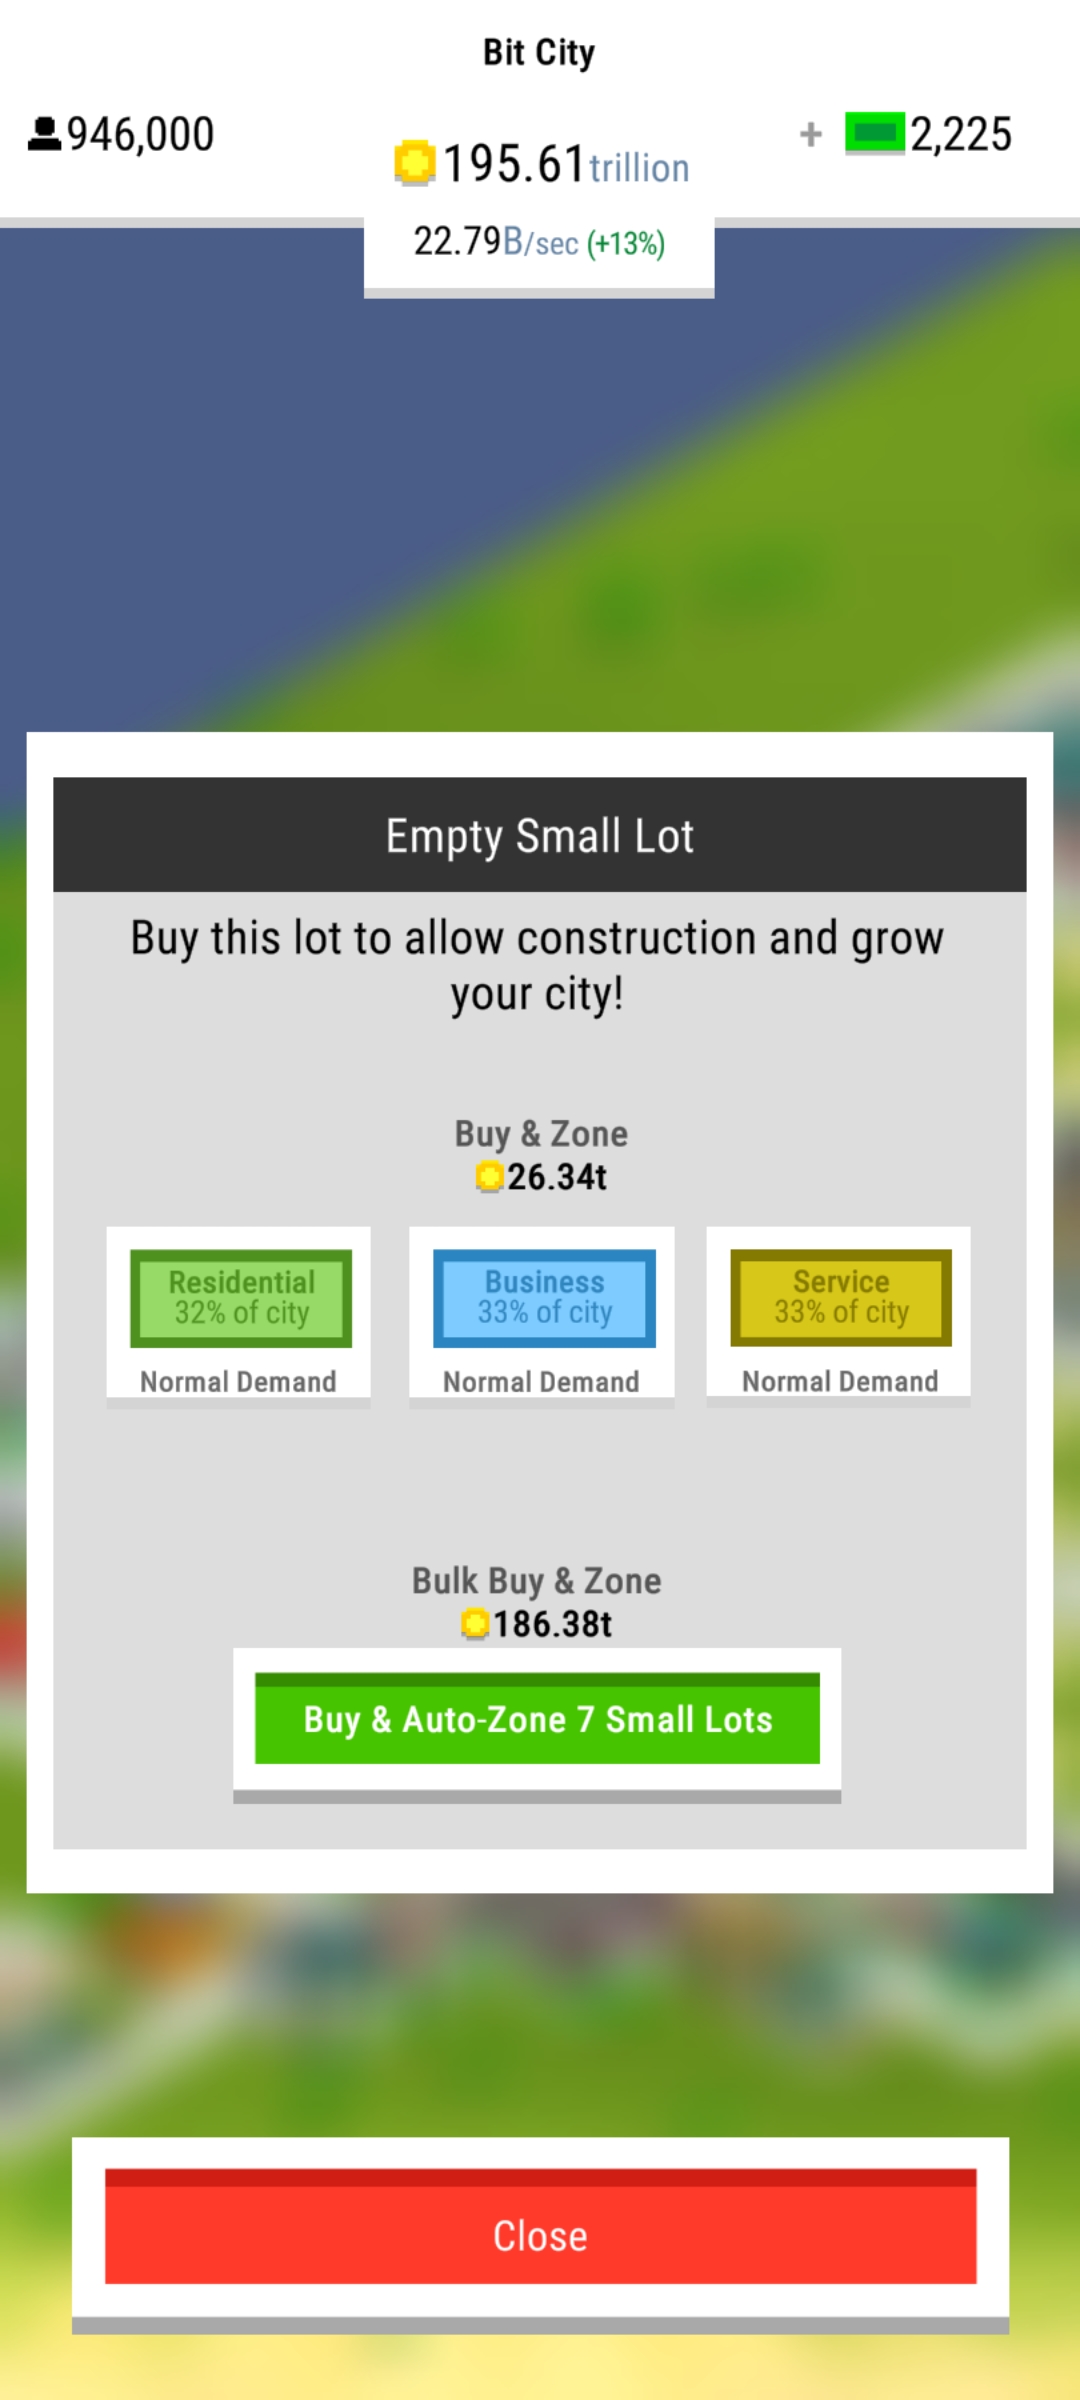 Bit City
946,000
195.61trillion
+ 2,225
22.79B/sec (+13%)
Empty Small Lot
Buy this lot to allow construction and grow
your city!
Buy & Zone
26.34t
Residential
32% of city
Normal Demand
Business
33% of city
Normal Demand
Service
33% of city
Normal Demand
Bulk Buy & Zone
186.38t
Buy & Auto-Zone 7 Small Lots
Close